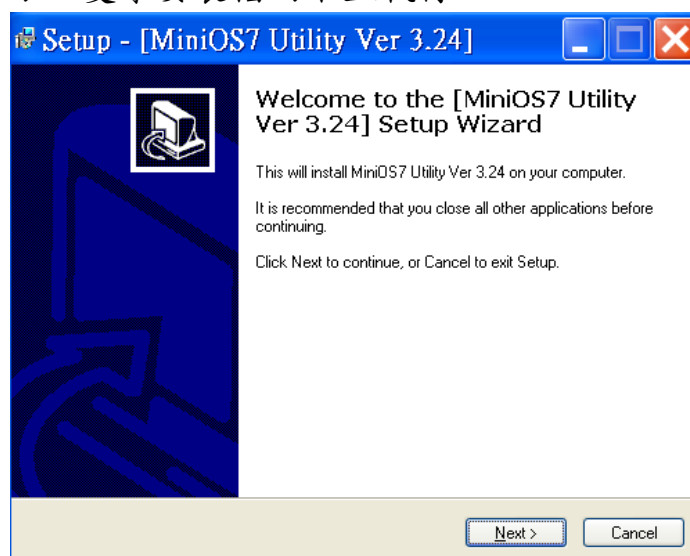 Setup - [MiniOS7 Utility Ver 3.24]
Welcome to the [MiniOS7 Utility
Ver 3.24] Setup Wizard
This will install MiniOS7 Utility Ver 3.24 on your computer.
It is recommended that you close all other applications before
continuing.
Click Next to continue, or Cancel to exit Setup.
Next >
Cancel